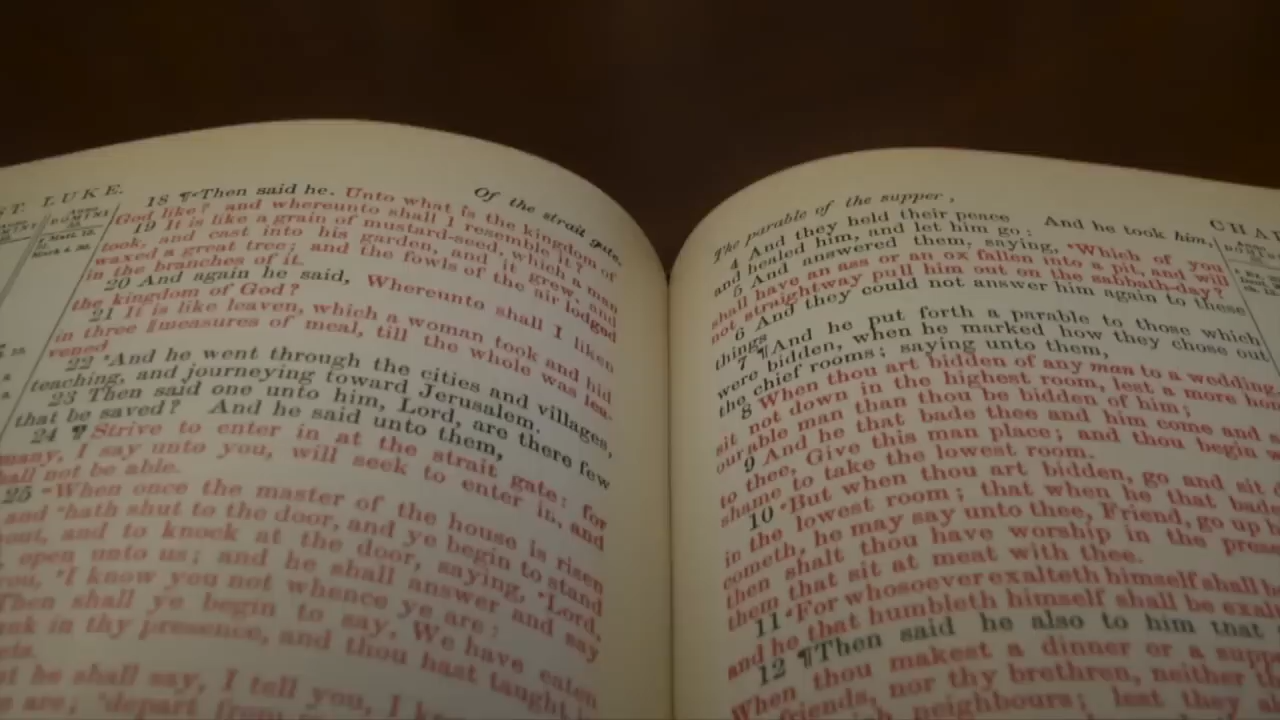 ST. LUKE.
Of the strait gate.
18 ¶ Then said he. Unto what is the kingdom of
God like? and whereunto shall I resemble it?
19 It is like a grain of mustard-seed, which a man
took, and cast into his garden, and it grew, and
waxed a great tree; and the fowls of the air lodged
in the branches of it.
20 And again he said, Whereunto shall I liken
the kingdom of God?
21 It is like leaven, which a woman took and hid
in three ‖measures of meal, till the whole was lea-
vened
22 And he went through the cities and villages,
teaching, and journeying toward Jerusalem.
23 Then said one unto him, Lord, are there few
that be saved? And he said unto them,
24 ¶ Strive to enter in at the strait gate: for
many, I say unto you, will seek to enter in, and
shall not be able.
25 When once the master of the house is risen
and hath shut to the door, and ye begin to stand
out, and to knock at the door, saying, Lord,
open unto us; and he shall answer and say
you, I know you not whence ye are:
Then shall ye begin to say, We have eaten
in thy presence, and thou hast taught
he shall say, I tell you, I
are; depart from
The parable of the supper,
CHA
4 And they held their peace And he took him,
and healed him, and let him go:
5 And answered them, saying, Which of you
shall have an ass or an ox fallen into a pit, and will
not straightway pull him out on the sabbath-day?
6 And they could not answer him again to these
things
7 ¶And he put forth a parable to those which
were bidden, when he marked how they chose out
the chief rooms; saying unto them,
8 When thou art bidden of any man to a wedding,
sit not down in the highest room, lest a more hon
ourable man than thou be bidden of him;
9 And he that bade thee and him come and s
to thee, Give this man place; and thou begin w
shame to take the lowest room.
10 But when thou art bidden, go and sit
in the lowest room; that when he that bade
cometh, he may say unto thee, Friend, go up
then shalt thou have worship in the prese
them that sit at meat with thee.
11 For whosoever exalteth himself shall b
and he that humbleth himself shall be exal
12 ¶Then said he also to him that
When thou makest a dinner or a supp
friends, nor thy brethren, neither
neighbours; lest they